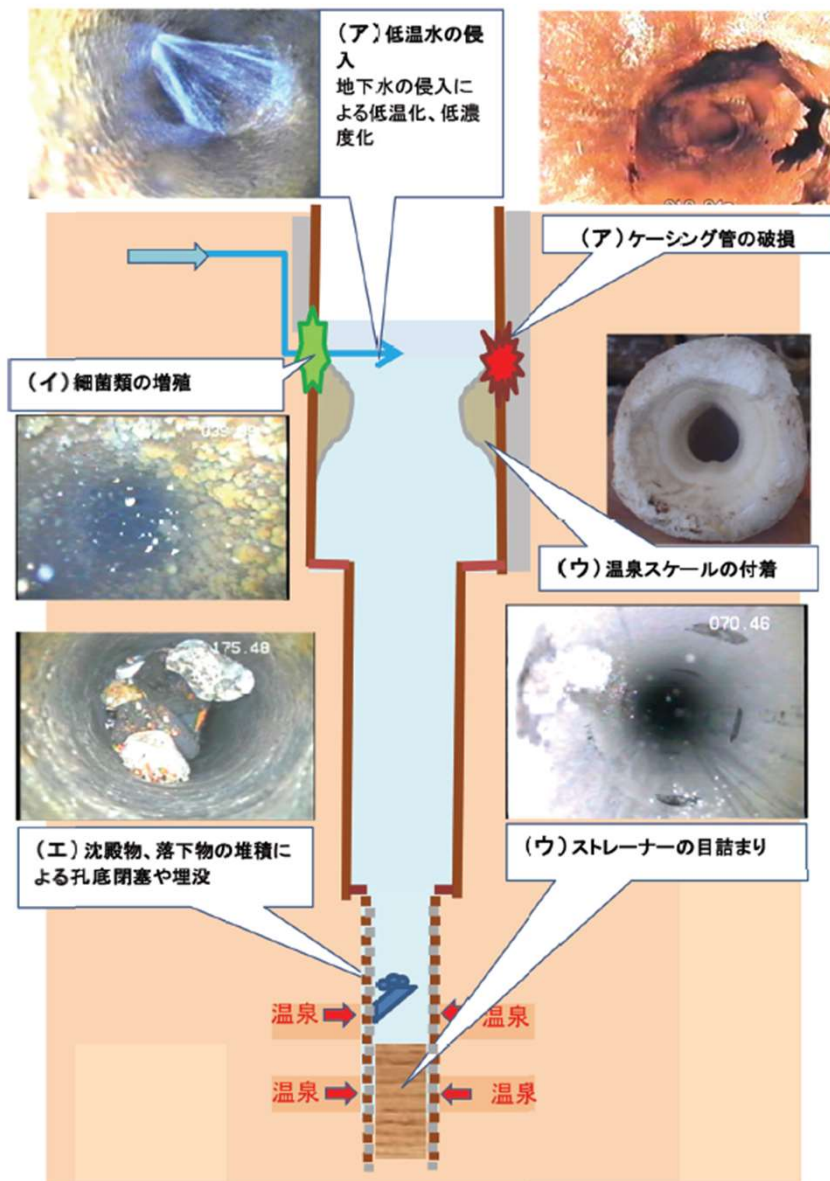 (ア)低温水の侵
入
地下水の侵入に
よる低温化、低濃
度化
(ア)ケーシング管の破損
(イ)細菌類の増殖
(ウ)温泉スケールの付着
175.48
070.46
(エ)沈殿物、落下物の堆積に
よる孔底閉塞や埋没
(ウ)ストレーナーの目詰まり
温泉
温泉
温泉
温泉